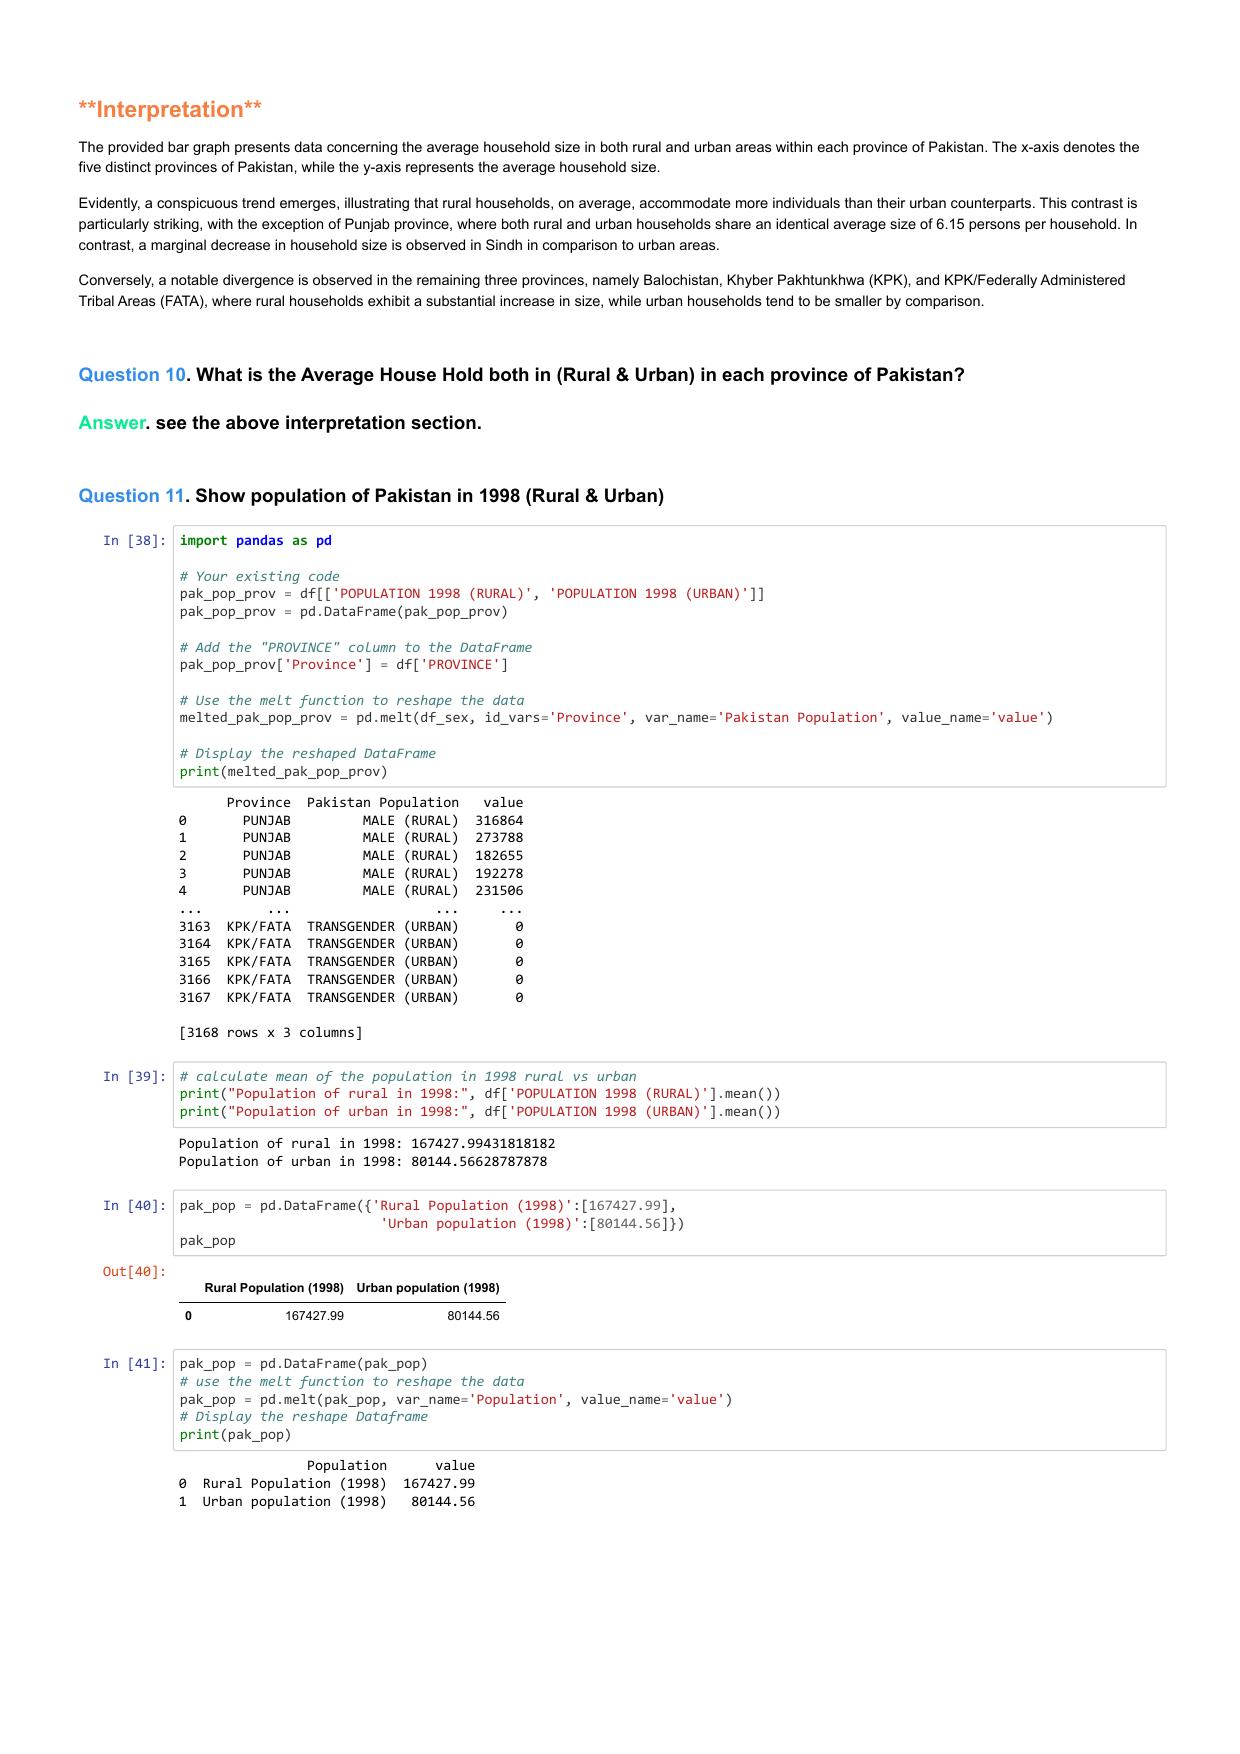 **Interpretation**
The provided bar graph presents data concerning the average household size in both rural and urban areas within each province of Pakistan. The x-axis denotes the
five distinct provinces of Pakistan, while the y-axis represents the average household size.
Evidently, a conspicuous trend emerges, illustrating that rural households, on average, accommodate more individuals than their urban counterparts. This contrast is
particularly striking, with the exception of Punjab province, where both rural and urban households share an identical average size of 6.15 persons per household. In
contrast, a marginal decrease in household size is observed in Sindh in comparison to urban areas.
Conversely, a notable divergence is observed in the remaining three provinces, namely Balochistan, Khyber Pakhtunkhwa (KPK), and KPK/Federally Administered
Tribal Areas (FATA), where rural households exhibit a substantial increase in size, while urban households tend to be smaller by comparison.
Question 10. What is the Average House Hold both in (Rural & Urban) in each province of Pakistan?
Answer. see the above interpretation section.
Question 11. Show population of Pakistan in 1998 (Rural & Urban)
In [38]: import pandas as pd
# Your existing code
pak_pop_prov = df[['POPULATION 1998 (RURAL)', 'POPULATION 1998 (URBAN)']]
pak_pop_prov = pd.DataFrame(pak_pop_prov)
# Add the "PROVINCE" column to the DataFrame
pak_pop_prov['Province'] = df['PROVINCE']
# Use the melt function to reshape the data
melted_pak_pop_prov = pd.melt(df_sex, id_vars='Province', var_name='Pakistan Population', value_name='value')
# Display the reshaped DataFrame
print(melted_pak_pop_prov)
Province Pakistan Population value
0 PUNJAB MALE (RURAL) 316864
1 PUNJAB MALE (RURAL) 273788
2 PUNJAB MALE (RURAL) 182655
3 PUNJAB MALE (RURAL) 192278
4 PUNJAB MALE (RURAL) 231506
... ... ... ...
3163 KPK/FATA TRANSGENDER (URBAN) 0
3164 KPK/FATA TRANSGENDER (URBAN) 0
3165 KPK/FATA TRANSGENDER (URBAN) 0
3166 KPK/FATA TRANSGENDER (URBAN) 0
3167 KPK/FATA TRANSGENDER (URBAN) 0
[3168 rows x 3 columns]
In [39]: # calculate mean of the population in 1998 rural vs urban
print("Population of rural in 1998:", df['POPULATION 1998 (RURAL)'].mean())
print("Population of urban in 1998:", df['POPULATION 1998 (URBAN)'].mean())
Population of rural in 1998: 167427.99431818182
Population of urban in 1998: 80144.56628787878
In [40]: pak_pop = pd.DataFrame({'Rural Population (1998)':[167427.99],
'Urban population (1998)':[80144.56]})
pak_pop
Out[40]:
Rural Population (1998) Urban population (1998)
0 167427.99 80144.56
In [41]: pak_pop = pd.DataFrame(pak_pop)
# use the melt function to reshape the data
pak_pop = pd.melt(pak_pop, var_name='Population', value_name='value')
# Display the reshape Dataframe
print(pak_pop)
Population value
0 Rural Population (1998) 167427.99
1 Urban population (1998) 80144.56